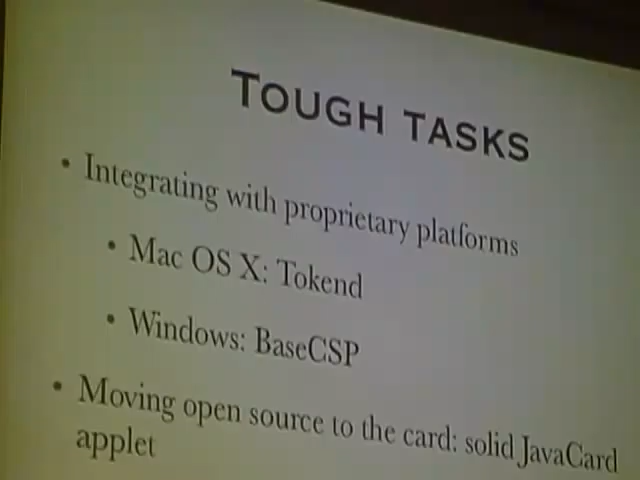 TOUGH TASKS
• Integrating with proprietary platforms
• Mac OS X: Tokend
• Windows: BaseCSP
• Moving open source to the card: solid JavaCard
applet